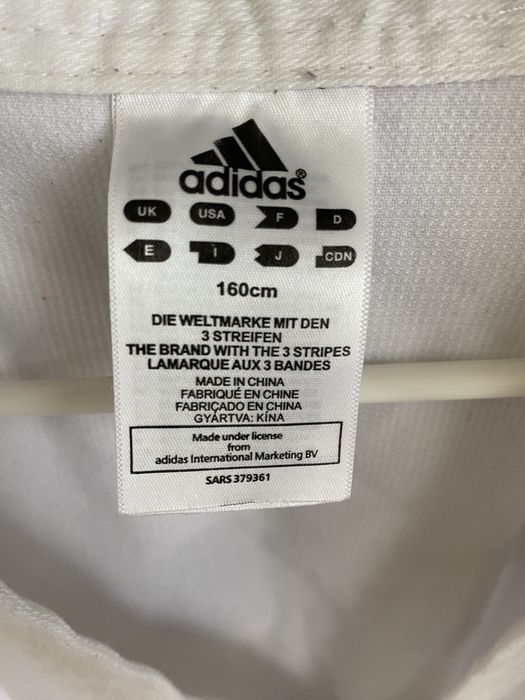 adidas®
UK USA F D
E I J CDN
160cm
DIE WELTMARKE MIT DEN
3 STREIFEN
THE BRAND WITH THE 3 STRIPES
LAMARQUE AUX 3 BANDES
MADE IN CHINA
FABRIQUÉ EN CHINE
FABRICADO EN CHINA
GYÁRTVA: KÍNA
Made under license
from
adidas International Marketing BV
SARS 379361